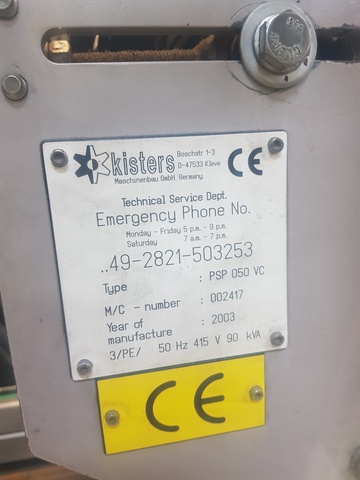 kisters
Boschstr 1-3
D-47533 Kleve
Maschinenbau GmbH Germany
CE
Technical Service Dept.
Emergency Phone No.
Monday - Friday 5 p.m. - 9 p.m.
Saturday 7 a.m. - 7 p.m.
..49-2821-503253
Type : PSP 050 VC
M/C - number : 002417
Year of manufacture : 2003
3/PE/ 50 Hz 415 V 90 kVA
CE